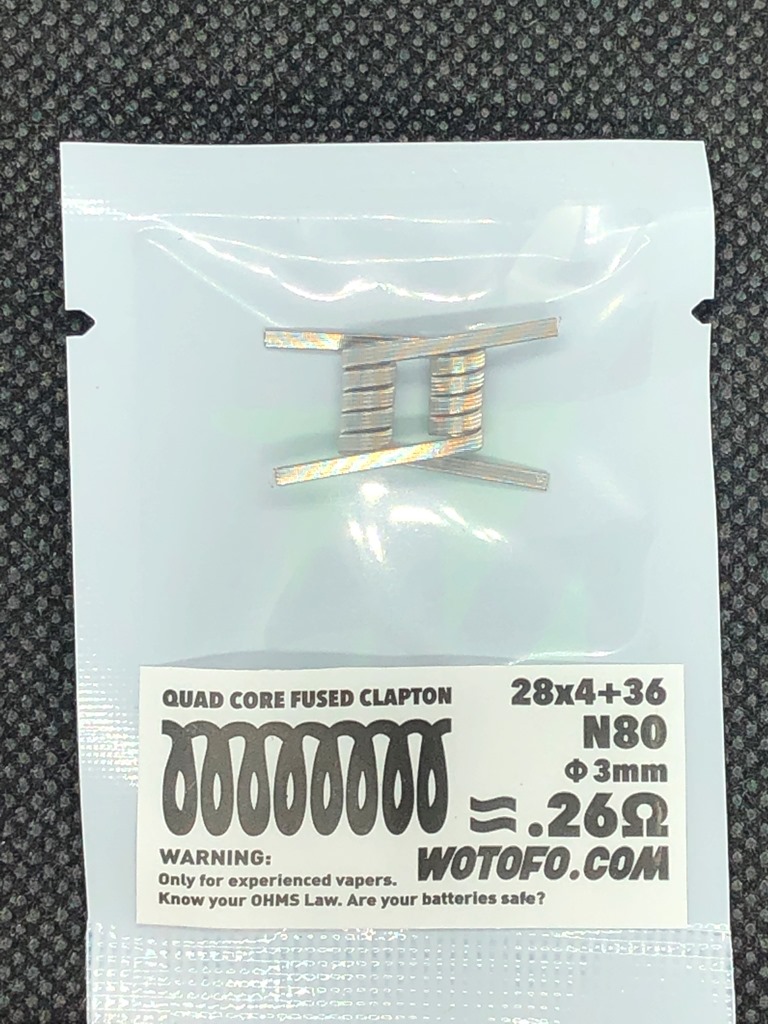 QUAD CORE FUSED CLAPTON
28x4+36
N80
Φ3mm
≈.26Ω
WOTOFO.COM
WARNING:
Only for experienced vapers.
Know your OHMS Law. Are your batteries safe?